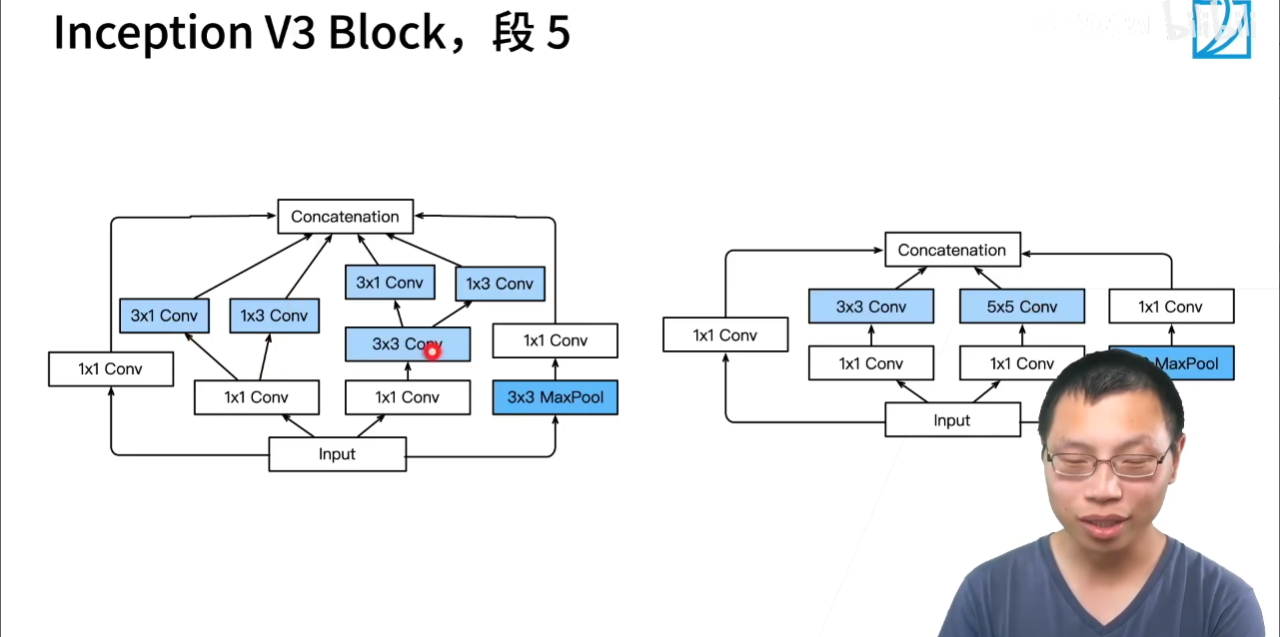 Inception V3 Block，段 5
bilibili
Concatenation
3x1 Conv
1x3 Conv
3x1 Conv
1x3 Conv
3x3 Conv
1x1 Conv
1x1 Conv
1x1 Conv
1x1 Conv
3x3 MaxPool
Input
Concatenation
3x3 Conv
5x5 Conv
1x1 Conv
1x1 Conv
1x1 Conv
1x1 Conv
MaxPool
Input